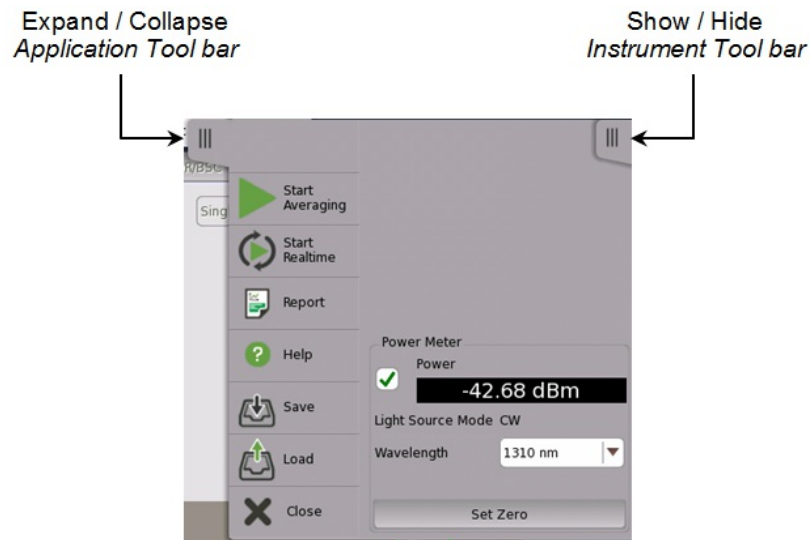 Expand / Collapse
Application Tool bar
Show / Hide
Instrument Tool bar
Sing
Start
Averaging
Start
Realtime
Report
Help
Save
Load
Close
Power Meter
Power
-42.68 dBm
Light Source Mode CW
Wavelength
1310 nm
Set Zero